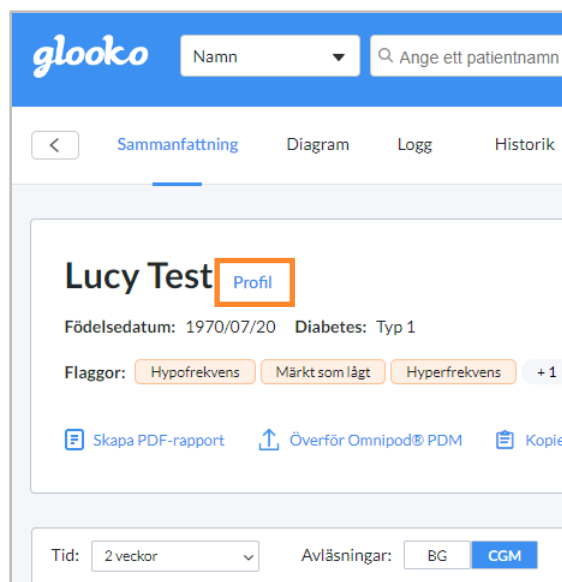 glooko Namn Ange ett patientnamn
Sammanfattning Diagram Logg Historik
Lucy Test Profil
Födelsedatum: 1970/07/20 Diabetes: Typ 1
Flaggor: Hypofrekvens Märkt som lågt Hyperfrekvens + 1
Skapa PDF-rapport Överför Omnipod® PDM Kopie
Tid: 2 veckor Avläsningar: BG CGM